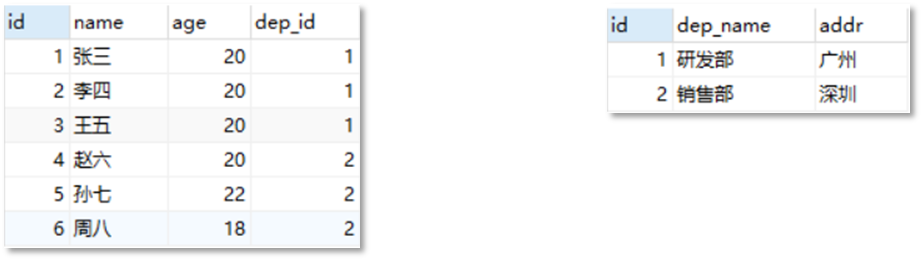 id name age dep_id
1 张三 20 1
2 李四 20 1
3 王五 20 1
4 赵六 20 2
5 孙七 22 2
6 周八 18 2
id dep_name addr
1 研发部 广州
2 销售部 深圳